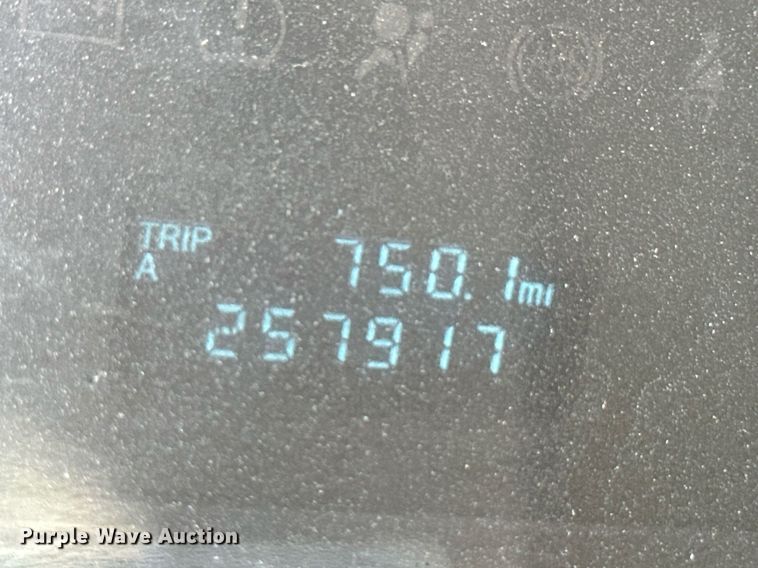 TRIP 750.1mi
A
257917
Purple Wave Auction